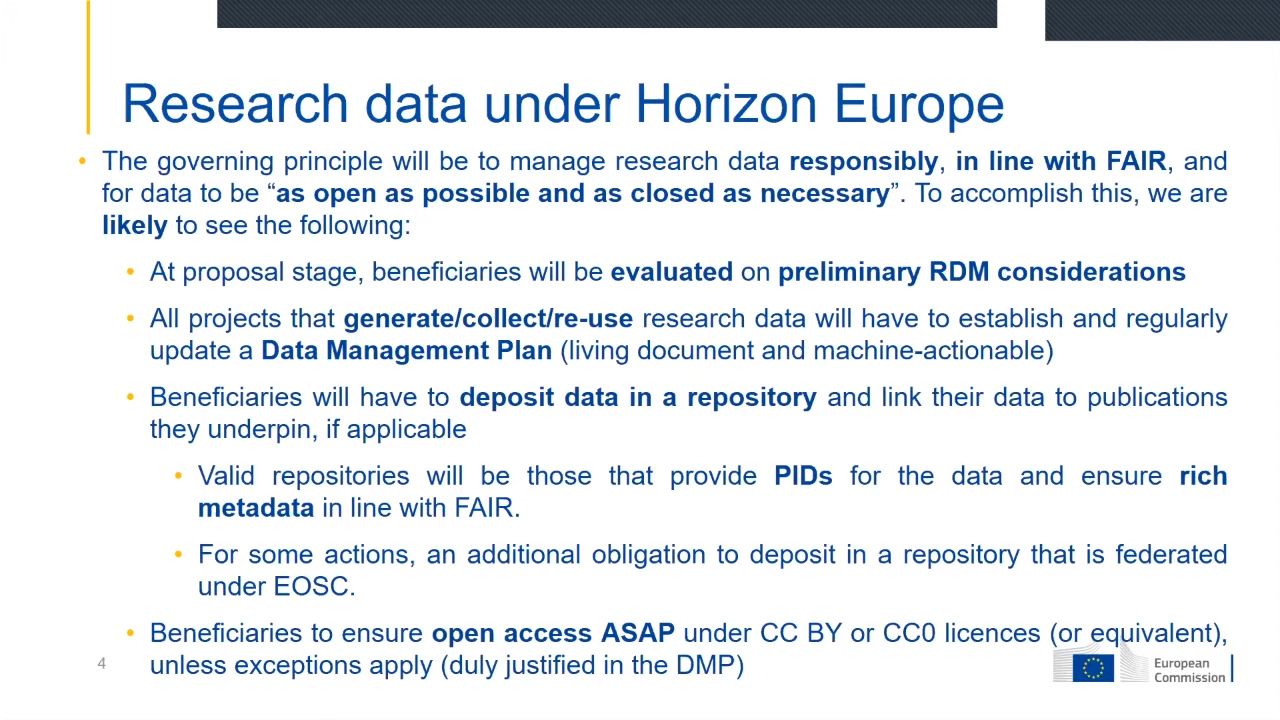 Research data under Horizon Europe
• The governing principle will be to manage research data responsibly, in line with FAIR, and
for data to be “as open as possible and as closed as necessary”. To accomplish this, we are
likely to see the following:
• At proposal stage, beneficiaries will be evaluated on preliminary RDM considerations
• All projects that generate/collect/re-use research data will have to establish and regularly
update a Data Management Plan (living document and machine-actionable)
• Beneficiaries will have to deposit data in a repository and link their data to publications
they underpin, if applicable
• Valid repositories will be those that provide PIDs for the data and ensure rich
metadata in line with FAIR.
• For some actions, an additional obligation to deposit in a repository that is federated
under EOSC.
• Beneficiaries to ensure open access ASAP under CC BY or CC0 licences (or equivalent),
unless exceptions apply (duly justified in the DMP)
4
European
Commission